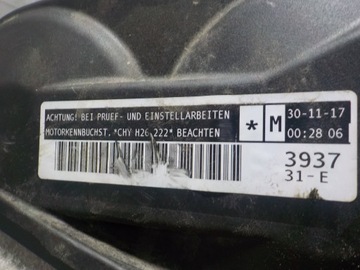 ACHTUNG! BEI PRUEF- UND EINSTELLARBEITEN
MOTORKENNBUCHST. *CHY H26 222* BEACHTEN
* M
30-11-17
00:28 06
3937
31-E